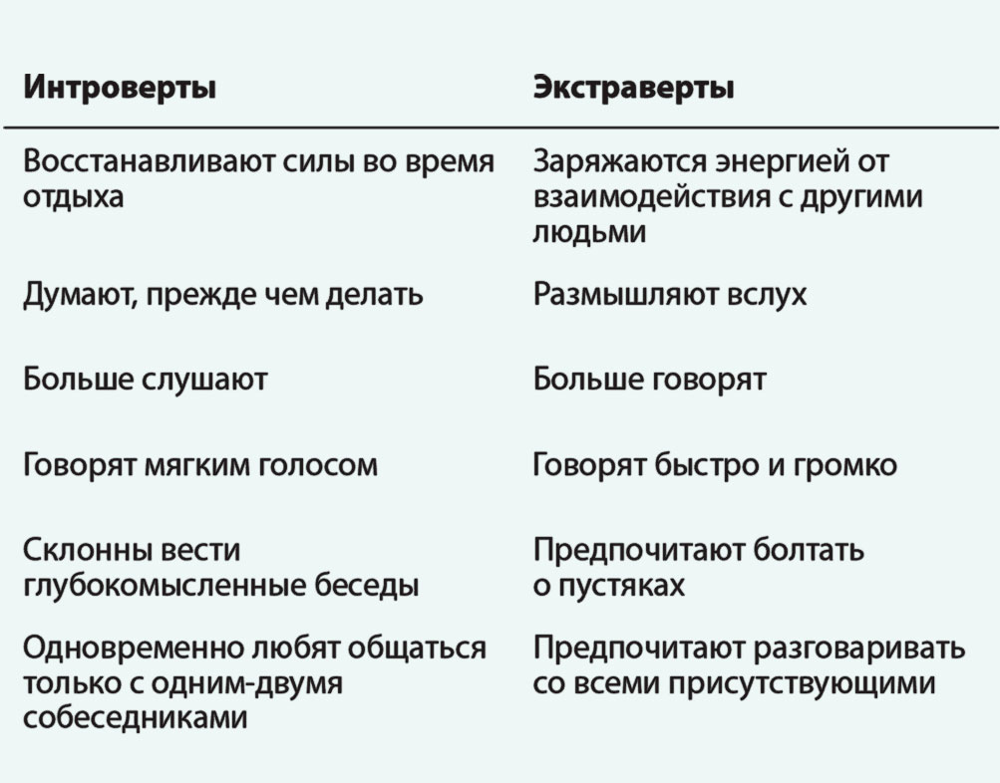 Интроверты Экстраверты
Восстанавливают силы во время Заряжаются энергией от
отдыха взаимодействия с другими
людьми
Думают, прежде чем делать Размышляют вслух
Больше слушают Больше говорят
Говорят мягким голосом Говорят быстро и громко
Склонны вести Предпочитают болтать
глубокомысленные беседы о пустяках
Одновременно любят общаться Предпочитают разговаривать
только с одним-двумя со всеми присутствующими
собеседниками